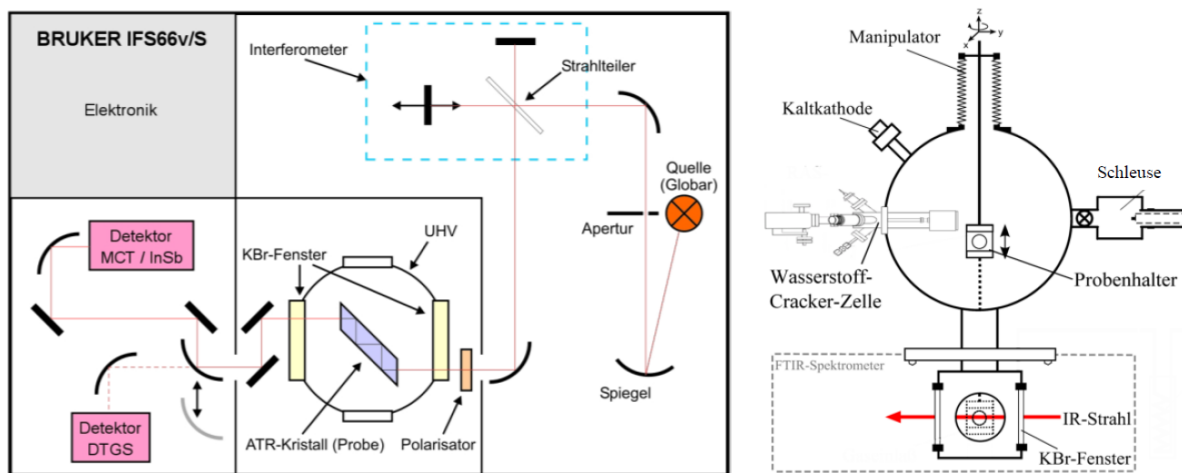 BRUKER IFS66v/S
Elektronik
Interferometer
Strahlteiler
Quelle
(Globar)
Apertur
Spiegel
UHV
KBr-Fenster
Detektor
MCT / InSb
Detektor
DTGS
ATR-Kristall (Probe)
Polarisator
z
y
x
Manipulator
Kaltkathode
Schleuse
Wasserstoff-
Cracker-Zelle
Probenhalter
FTIR-Spektrometer
IR-Strahl
KBr-Fenster